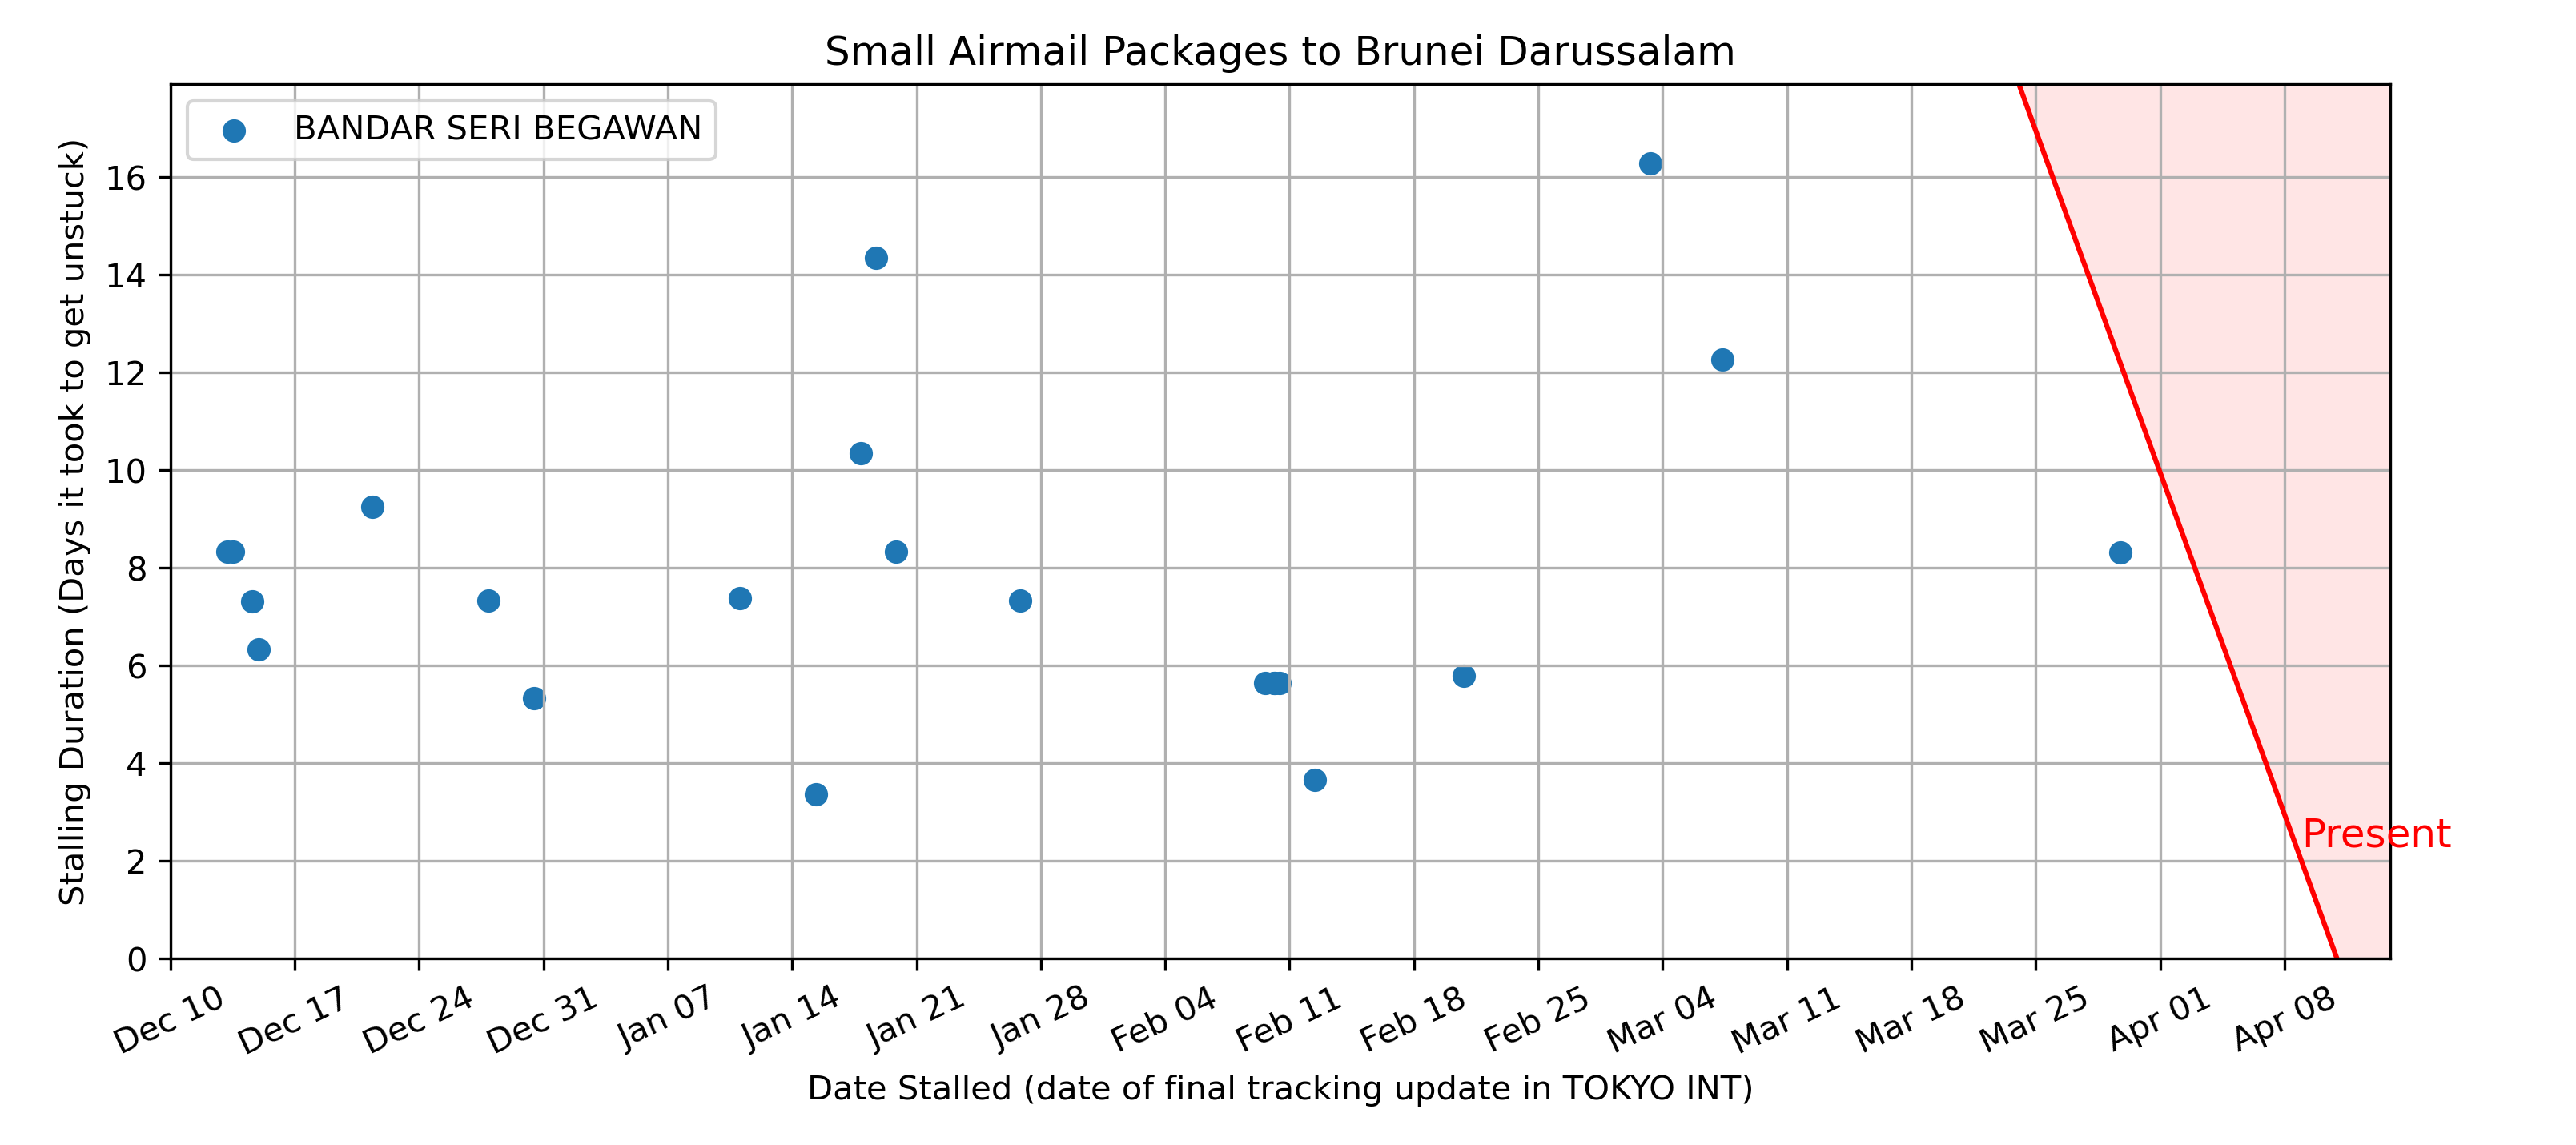 Small Airmail Packages to Brunei Darussalam
BANDAR SERI BEGAWAN
Stalling Duration (Days it took to get unstuck)
16
14
12
10
8
6
4
2
0
Present
Dec 10
Dec 17
Dec 24
Dec 31
Jan 07
Jan 14
Jan 21
Jan 28
Feb 04
Feb 11
Feb 18
Feb 25
Mar 04
Mar 11
Mar 18
Mar 25
Apr 01
Apr 08
Date Stalled (date of final tracking update in TOKYO INT)